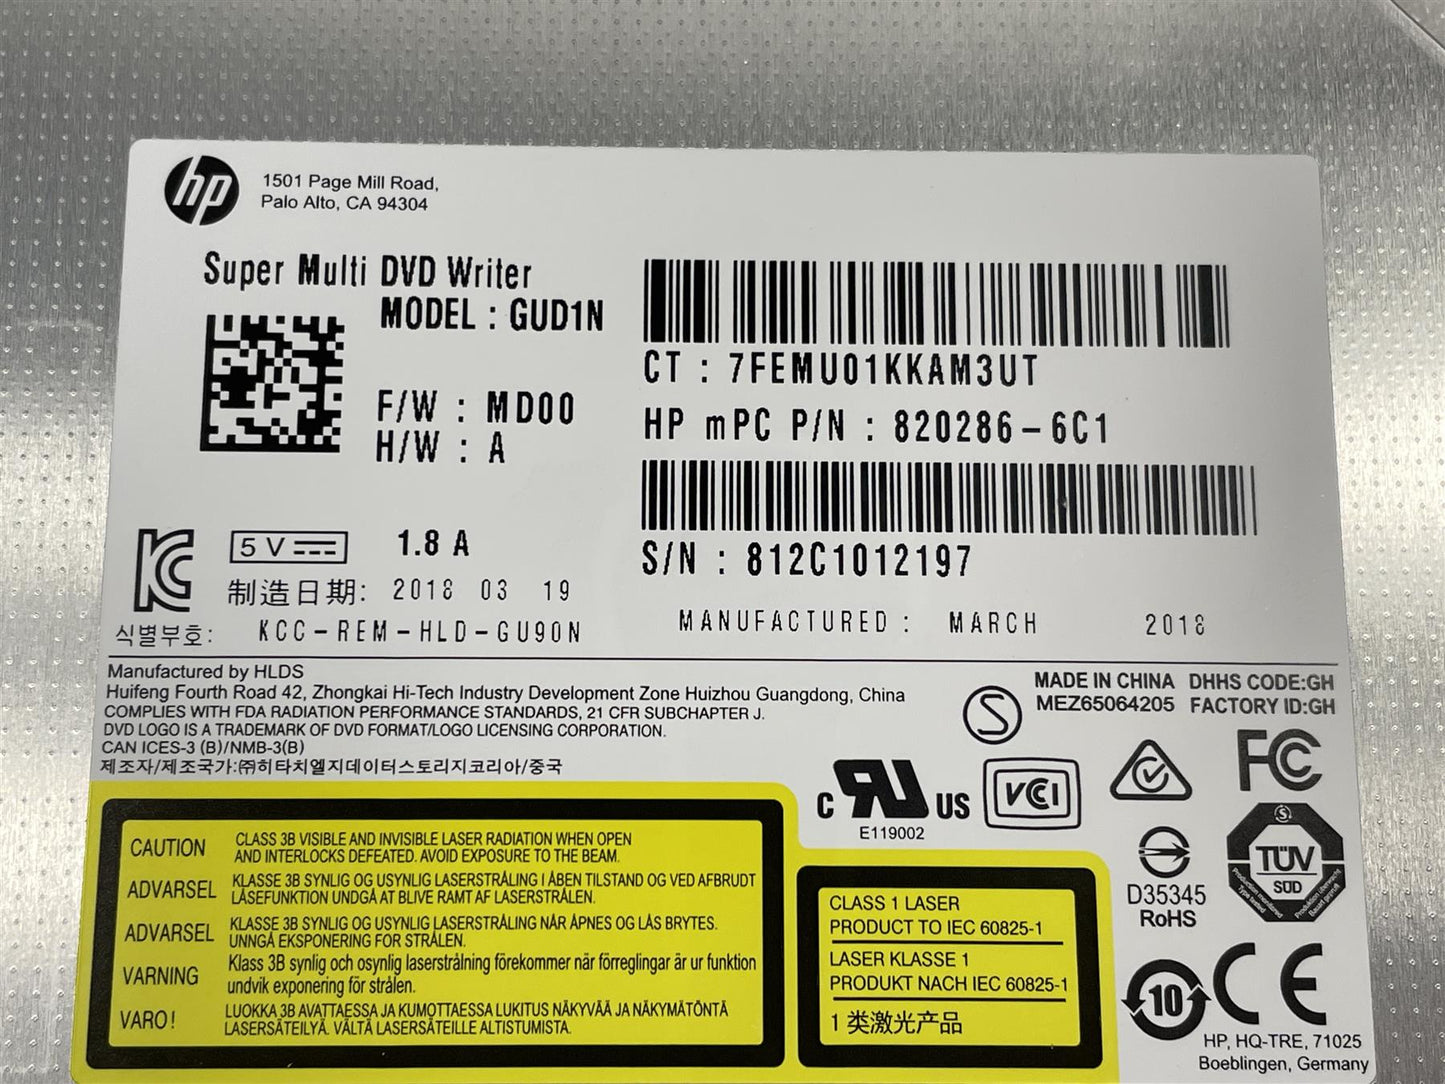 hp
1501 Page Mill Road,
Palo Alto, CA 94304
Super Multi DVD Writer
MODEL : GUD1N
F/W : MD00
H/W : A
CT : 7FEMU01KKAM3UT
HP mPC P/N : 820286-6C1
S/N : 812C1012197
5 V
1.8 A
制造日期: 2018 03 19
식별부호: KCC-REM-HLD-GU90N
MANUFACTURED : MARCH 2018
Manufactured by HLDS
Huifeng Fourth Road 42, Zhongkai Hi-Tech Industry Development Zone Huizhou Guangdong, China
COMPLIES WITH FDA RADIATION PERFORMANCE STANDARDS, 21 CFR SUBCHAPTER J.
DVD LOGO IS A TRADEMARK OF DVD FORMAT/LOGO LICENSING CORPORATION.
CAN ICES-3 (B)/NMB-3(B)
제조자/제조국가:㈜히타치엘지데이터스토리지코리아/중국
MADE IN CHINA DHHS CODE:GH
MEZ65064205 FACTORY ID:GH
S
FC
c RU US
E119002
VCI
D35345
RoHS
TÜV
SÜD
CAUTION CLASS 3B VISIBLE AND INVISIBLE LASER RADIATION WHEN OPEN
AND INTERLOCKS DEFEATED. AVOID EXPOSURE TO THE BEAM.
ADVARSEL KLASSE 3B SYNLIG OG USYNLIG LASERSTRÅLING I ÅBEN TILSTAND OG VED AFBRUDT
LÅSEFUNKTION UNDGÅ AT BLIVE RAMT AF LASERSTRÅLEN.
ADVARSEL KLASSE 3B SYNLIG OG USYNLIG LASERSTRÅLING NÅR ÅPNES OG LÅS BRYTES.
UNNGÅ EKSPONERING FOR STRÅLEN.
VARNING Klass 3B synlig och osynlig laserstrålning förekommer när förreglingar är ur funktion
undvik exponering för strålen.
VARO! LUOKKA 3B AVATTAESSA JA KUMOTTAESSA LUKITUS NÄKYVÄÄ JA NÄKYMÄTÖNTÄ
LASERSÄTEILYÄ. VÄLTÄ LASERSÄTEILLE ALTISTUMISTA.
CLASS 1 LASER
PRODUCT TO IEC 60825-1
LASER KLASSE 1
PRODUKT NACH IEC 60825-1
1 类激光产品
10
CE
HP, HQ-TRE, 71025
Boeblingen, Germany